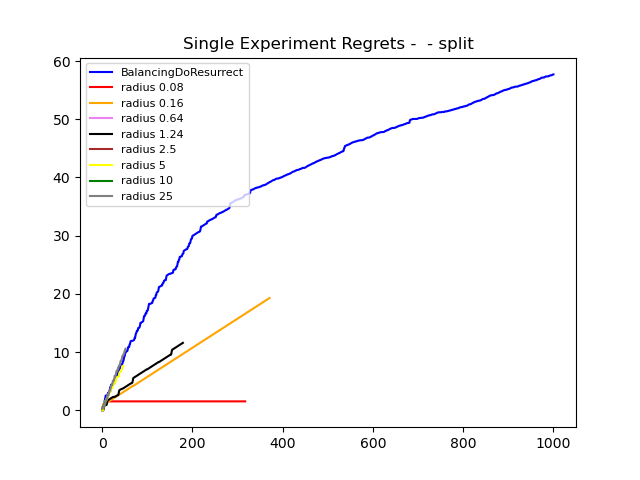 Single Experiment Regrets -  - split
60
50
40
30
20
10
0
BalancingDoResurrect
radius 0.08
radius 0.16
radius 0.64
radius 1.24
radius 2.5
radius 5
radius 10
radius 25
0 200 400 600 800 1000